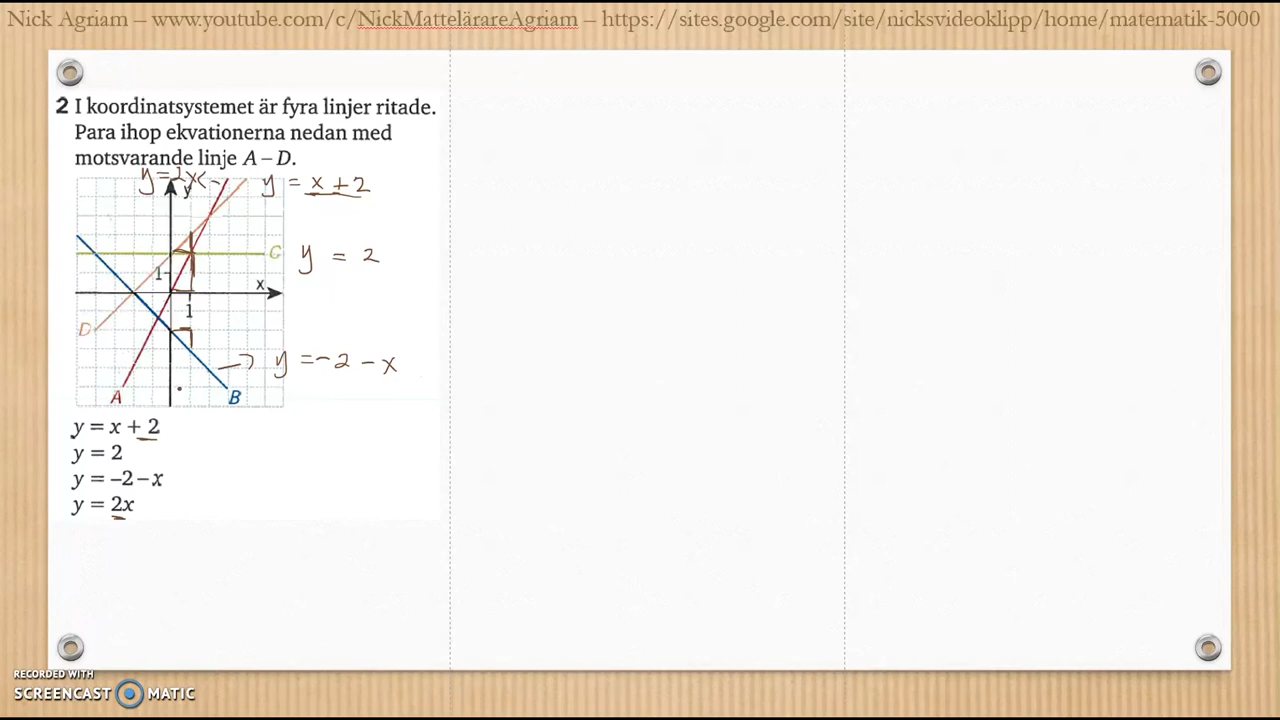 Nick Agriam – www.youtube.com/c/NickMattelärareAgriam – https://sites.google.com/site/nicksvideoklipp/home/matematik-5000
2 I koordinatsystemet är fyra linjer ritade.
Para ihop ekvationerna nedan med
motsvarande linje A – D.
y = 2x
y = x + 2
y
C
y = 2
1
x
1
D
y = -2 - x
A
B
y = x + 2
y = 2
y = –2 – x
y = 2x
RECORDED WITH
SCREENCAST MATIC